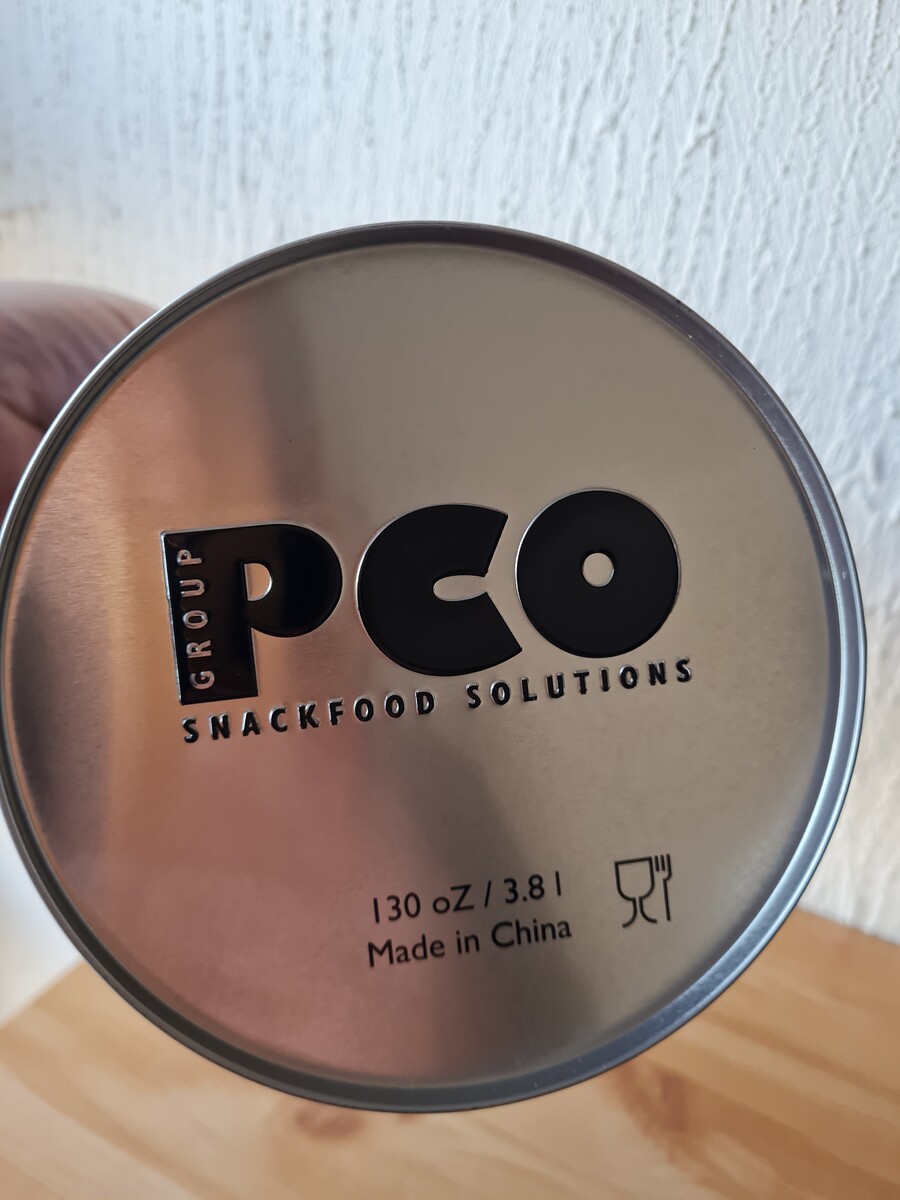 GROUP
PCO
SNACKFOOD SOLUTIONS
130 oZ / 3.8 l
Made in China